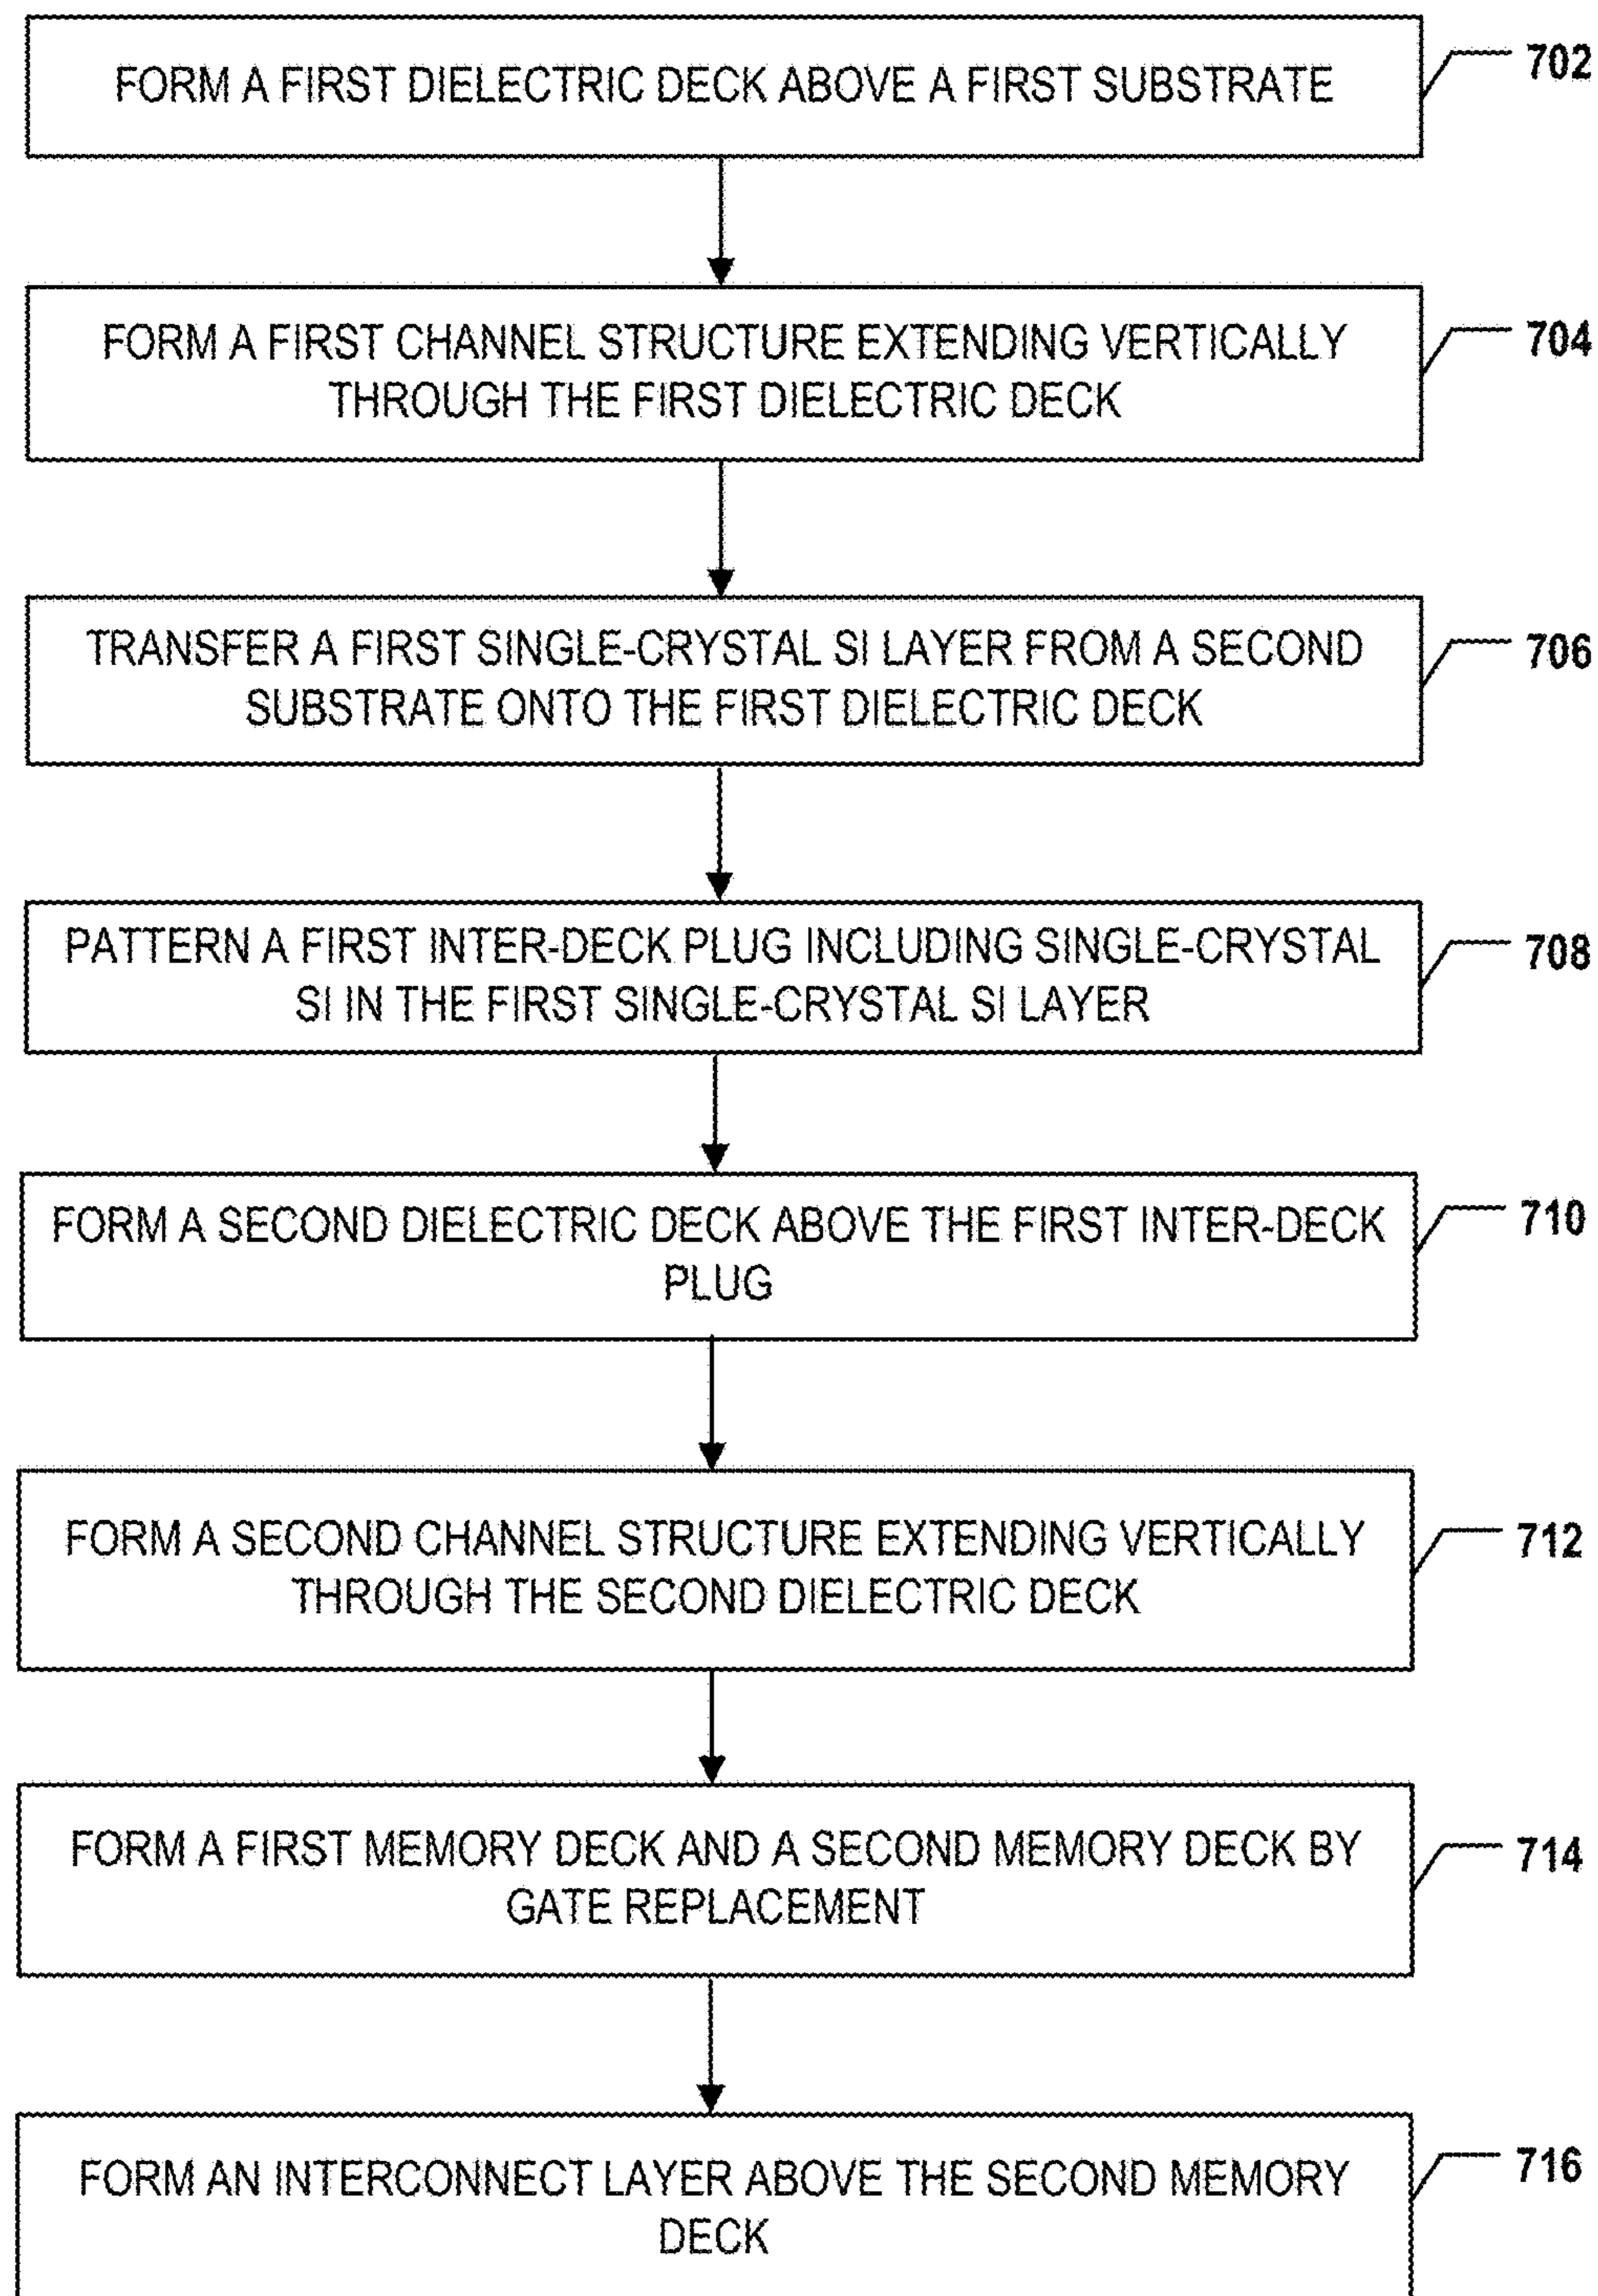 FORM A FIRST DIELECTRIC DECK ABOVE A FIRST SUBSTRATE
702
FORM A FIRST CHANNEL STRUCTURE EXTENDING VERTICALLY
THROUGH THE FIRST DIELECTRIC DECK
704
TRANSFER A FIRST SINGLE-CRYSTAL SI LAYER FROM A SECOND
SUBSTRATE ONTO THE FIRST DIELECTRIC DECK
706
PATTERN A FIRST INTER-DECK PLUG INCLUDING SINGLE-CRYSTAL
SI IN THE FIRST SINGLE-CRYSTAL SI LAYER
708
FORM A SECOND DIELECTRIC DECK ABOVE THE FIRST INTER-DECK
PLUG
710
FORM A SECOND CHANNEL STRUCTURE EXTENDING VERTICALLY
THROUGH THE SECOND DIELECTRIC DECK
712
FORM A FIRST MEMORY DECK AND A SECOND MEMORY DECK BY
GATE REPLACEMENT
714
FORM AN INTERCONNECT LAYER ABOVE THE SECOND MEMORY
DECK
716